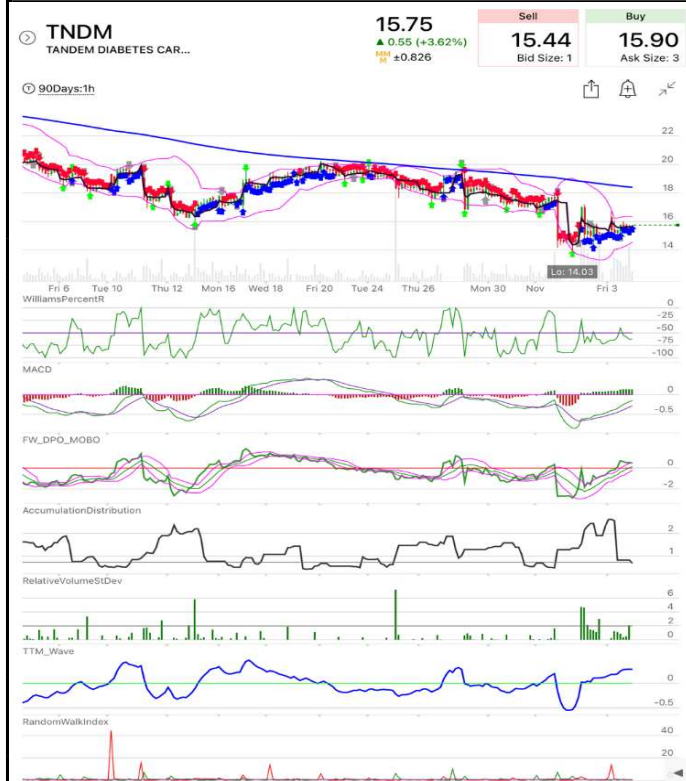 TNDM
TANDEM DIABETES CAR...
15.75
▲ 0.55 (+3.62%)
MM
M ±0.826
Sell
15.44
Bid Size: 1
Buy
15.90
Ask Size: 3
T 90Days:1h
22
20
18
16
14
Lo: 14.03
Fri 6 Tue 10 Thu 12 Mon 16 Wed 18 Fri 20 Tue 24 Thu 26 Mon 30 Nov Fri 3
WilliamsPercentR
0
-25
-50
-75
-100
MACD
0
-0.5
FW_DPO_MOBO
0
-2
AccumulationDistribution
2
1
RelativeVolumeStDev
6
4
2
0
TTM_Wave
0
-0.5
RandomWalkIndex
40
20